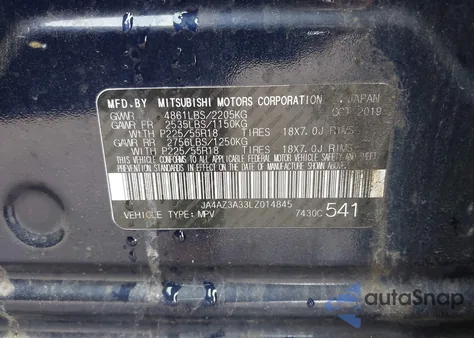 MFD.BY MITSUBISHI MOTORS CORPORATION , JAPAN
GVWR 4861LBS/2205KG OCT 2019
GAWR FR 2535LBS/1150KG
WITH P225/55R18 TIRES 18X7.0J RIMS
GAWR RR 2756LBS/1250KG
WITH P225/55R18 TIRES 18X7.0J RIMS
THIS CONFORMS TO ALL APPLICABLE FEDERAL MOTOR
VEHICLE SAFETY BUMPER AND THEFT
PREVENTION STANDARDS IN EFFECT ON THE DATE OF
MANUFACTURE SHOWN ABOVE.
JA4AZ3A33LZ014845
VEHICLE TYPE: MPV 7430C 541
autoSnap